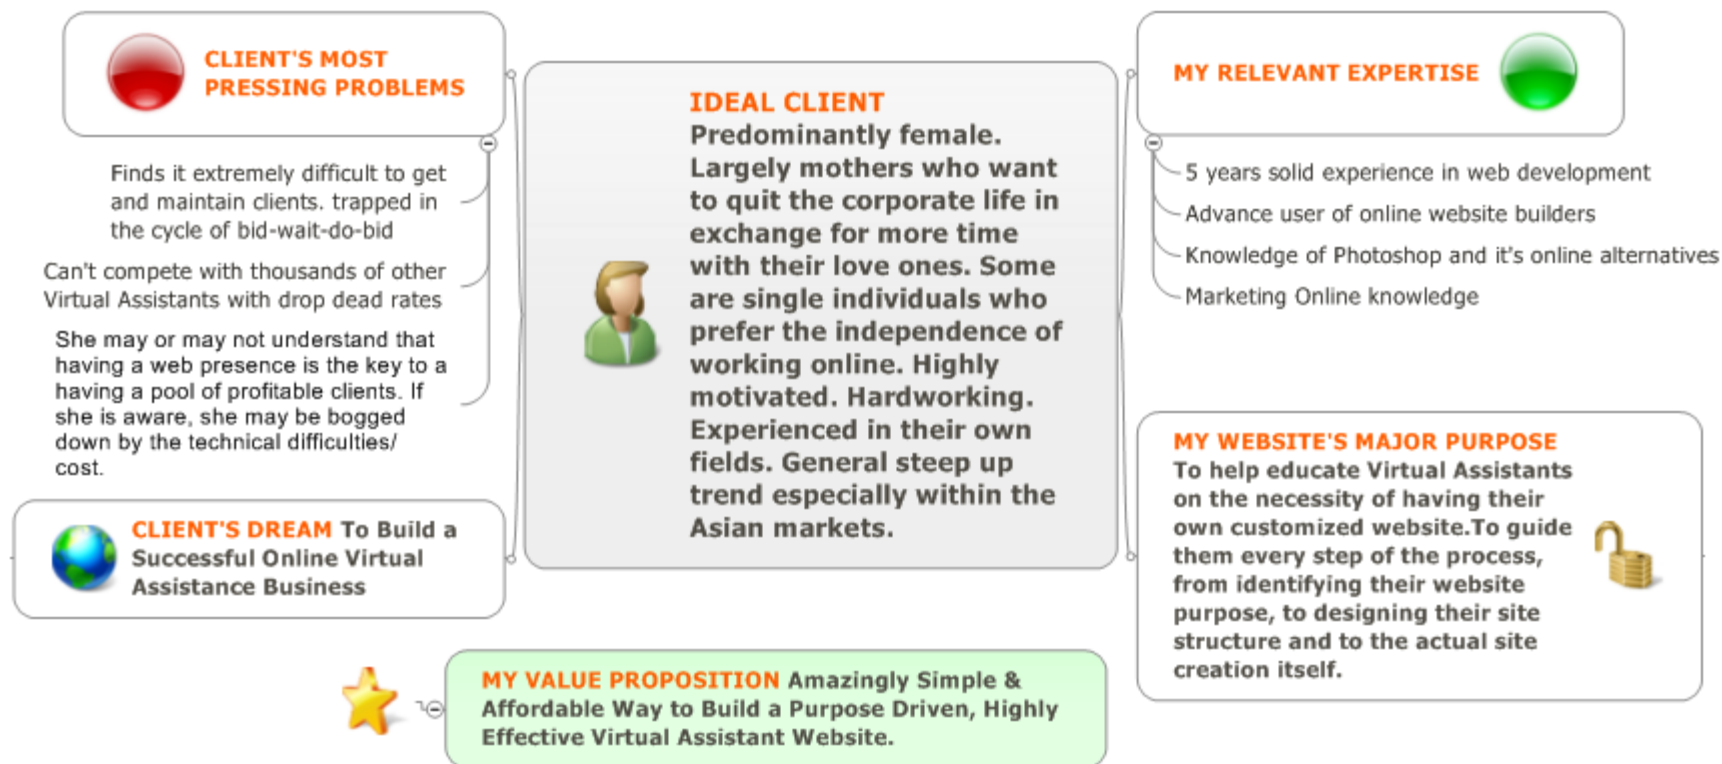 CLIENT'S MOST
PRESSING PROBLEMS
Finds it extremely difficult to get
and maintain clients. trapped in
the cycle of bid-wait-do-bid
Can't compete with thousands of other
Virtual Assistants with drop dead rates
She may or may not understand that
having a web presence is the key to a
having a pool of profitable clients. If
she is aware, she may be bogged
down by the technical difficulties/
cost.
CLIENT'S DREAM To Build a
Successful Online Virtual
Assistance Business
IDEAL CLIENT
Predominantly female.
Largely mothers who want
to quit the corporate life in
exchange for more time
with their love ones. Some
are single individuals who
prefer the independence of
working online. Highly
motivated. Hardworking.
Experienced in their own
fields. General steep up
trend especially within the
Asian markets.
MY RELEVANT EXPERTISE
5 years solid experience in web development
Advance user of online website builders
Knowledge of Photoshop and it's online alternatives
Marketing Online knowledge
MY WEBSITE'S MAJOR PURPOSE
To help educate Virtual Assistants
on the necessity of having their
own customized website.To guide
them every step of the process,
from identifying their website
purpose, to designing their site
structure and to the actual site
creation itself.
MY VALUE PROPOSITION Amazingly Simple &
Affordable Way to Build a Purpose Driven, Highly
Effective Virtual Assistant Website.